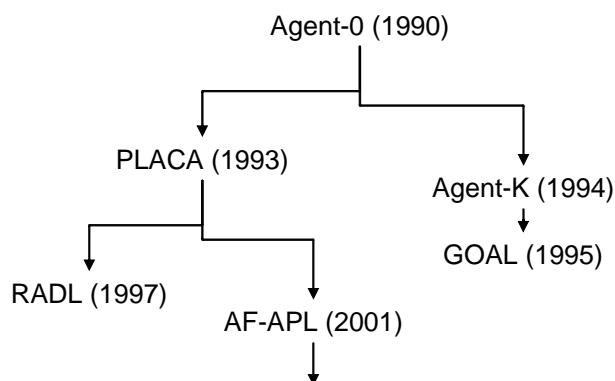 Agent-0 (1990)
PLACA (1993)
Agent-K (1994)
GOAL (1995)
RADL (1997)
AF-APL (2001)